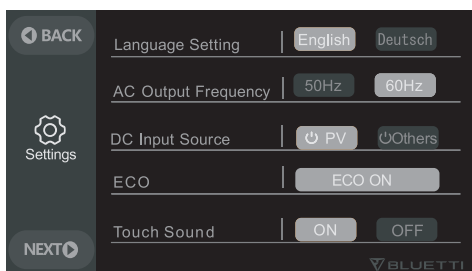 BACK
Settings
NEXT
Language Setting English Deutsch
AC Output Frequency 50Hz 60Hz
DC Input Source PV Others
ECO ECO ON
Touch Sound ON OFF
BLUETTI